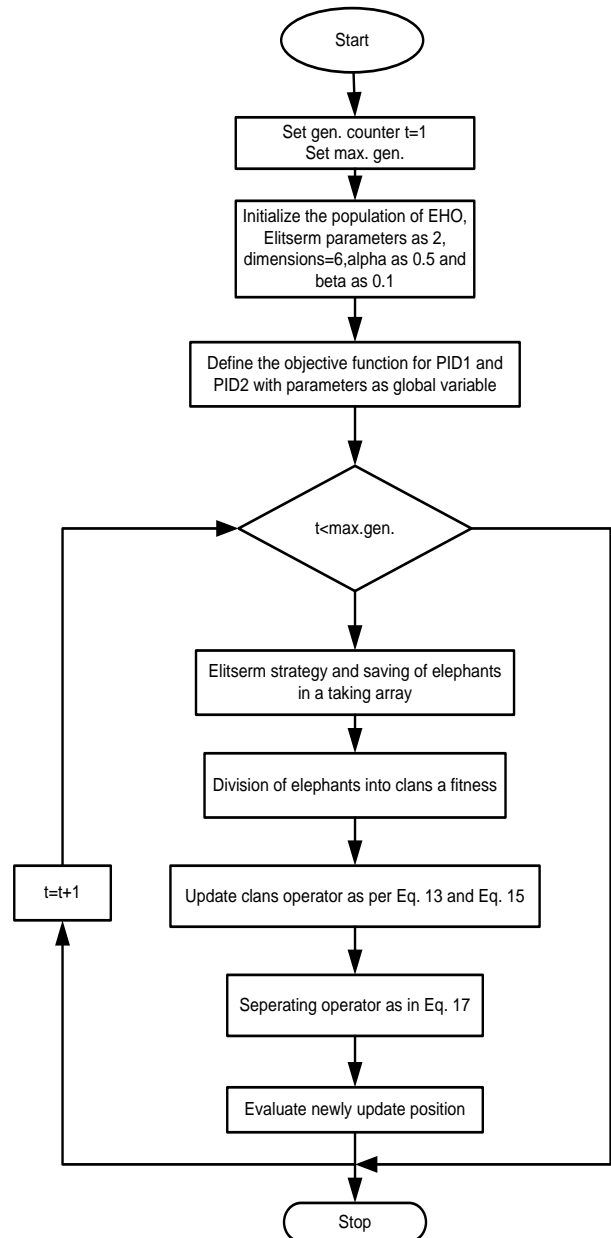 Start
Set gen. counter t=1
Set max. gen.
Initialize the population of EHO,
Elitserm parameters as 2,
dimensions=6,alpha as 0.5 and
beta as 0.1
Define the objective function for PID1 and
PID2 with parameters as global variable
t<max.gen.
Elitserm strategy and saving of elephants
in a taking array
Division of elephants into clans a fitness
t=t+1
Update clans operator as per Eq. 13 and Eq. 15
Seperating operator as in Eq. 17
Evaluate newly update position
Stop